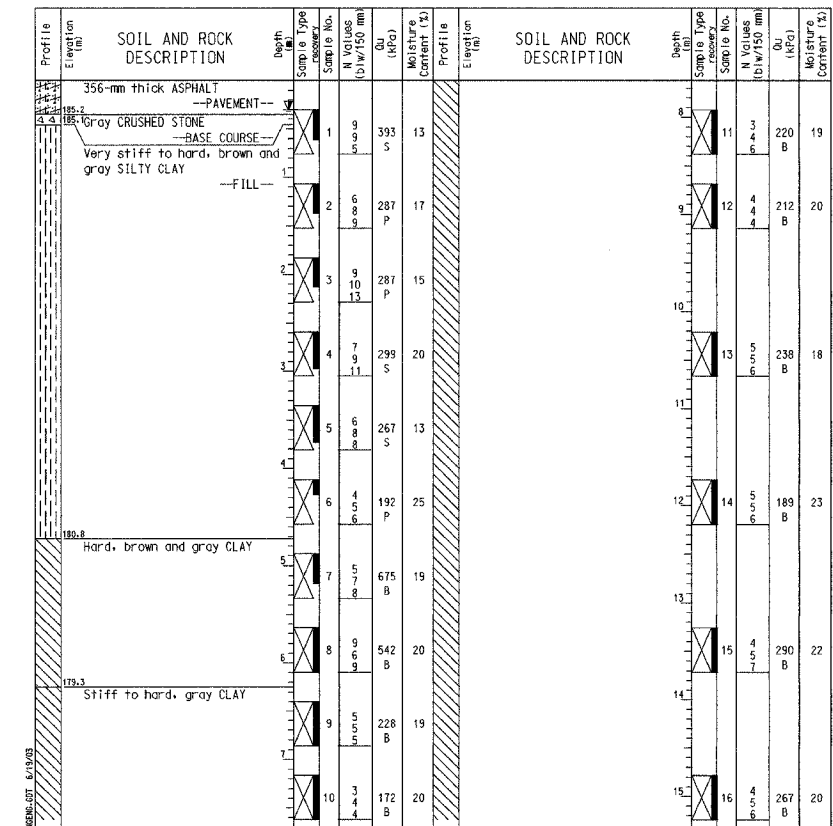 Profile
Elevation (m)
SOIL AND ROCK
DESCRIPTION
Depth (m)
Sample Type
recovery
Sample No.
N Values
(blw/150 mm)
Qu
(kPa)
Moisture
Content (%)
Profile
Elevation (m)
SOIL AND ROCK
DESCRIPTION
Depth (m)
Sample Type
recovery
Sample No.
N Values
(blw/150 mm)
Qu
(kPa)
Moisture
Content (%)
356-mm thick ASPHALT
--PAVEMENT--
185.2
185.1 Gray CRUSHED STONE
--BASE COURSE--
Very stiff to hard, brown and
gray SILTY CLAY
--FILL--
1 9 9 5 393 S 13
1
2 6 8 9 287 P 17
2
3 9 10 13 287 P 15
3
4 7 9 11 299 S 20
5 6 8 8 267 S 13
4
6 4 5 6 192 P 25
180.8
Hard, brown and gray CLAY
5
7 5 7 8 675 B 19
6
8 9 6 9 542 B 20
179.3
Stiff to hard, gray CLAY
9 5 5 5 228 B 19
7
10 3 4 4 172 B 20
8
11 3 4 6 220 B 19
9
12 4 4 4 212 B 20
10
13 5 5 6 238 B 18
11
12
14 5 5 6 189 B 23
13
15 4 5 7 290 B 22
14
15
16 4 5 6 267 B 20
6/19/03